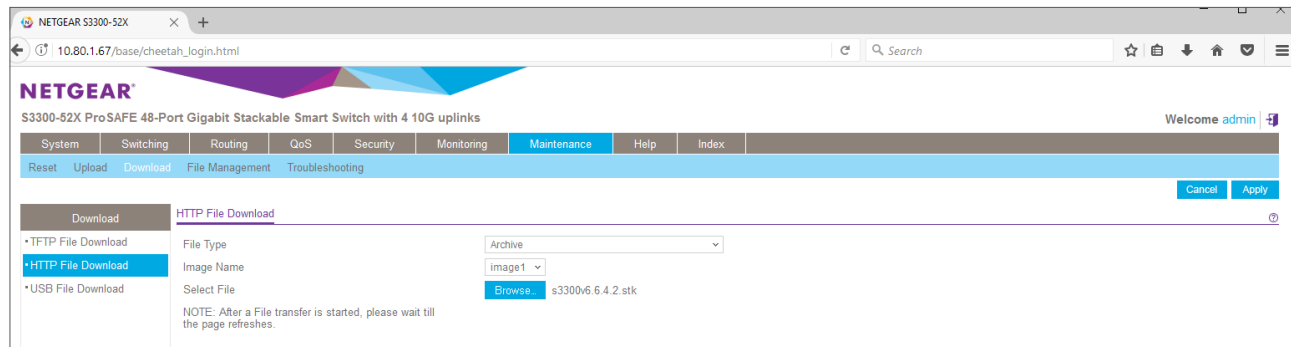 NETGEAR S3300-52X
10.80.1.67/base/cheetah_login.html
Search
NETGEAR®
S3300-52X ProSAFE 48-Port Gigabit Stackable Smart Switch with 4 10G uplinks
Welcome admin
System Switching Routing QoS Security Monitoring Maintenance Help Index
Reset Upload Download File Management Troubleshooting
Cancel Apply
Download
HTTP File Download
• TFTP File Download
• HTTP File Download
• USB File Download
File Type Archive
Image Name image1
Select File Browse... s3300v6.6.4.2.stk
NOTE: After a File transfer is started, please wait till
the page refreshes.